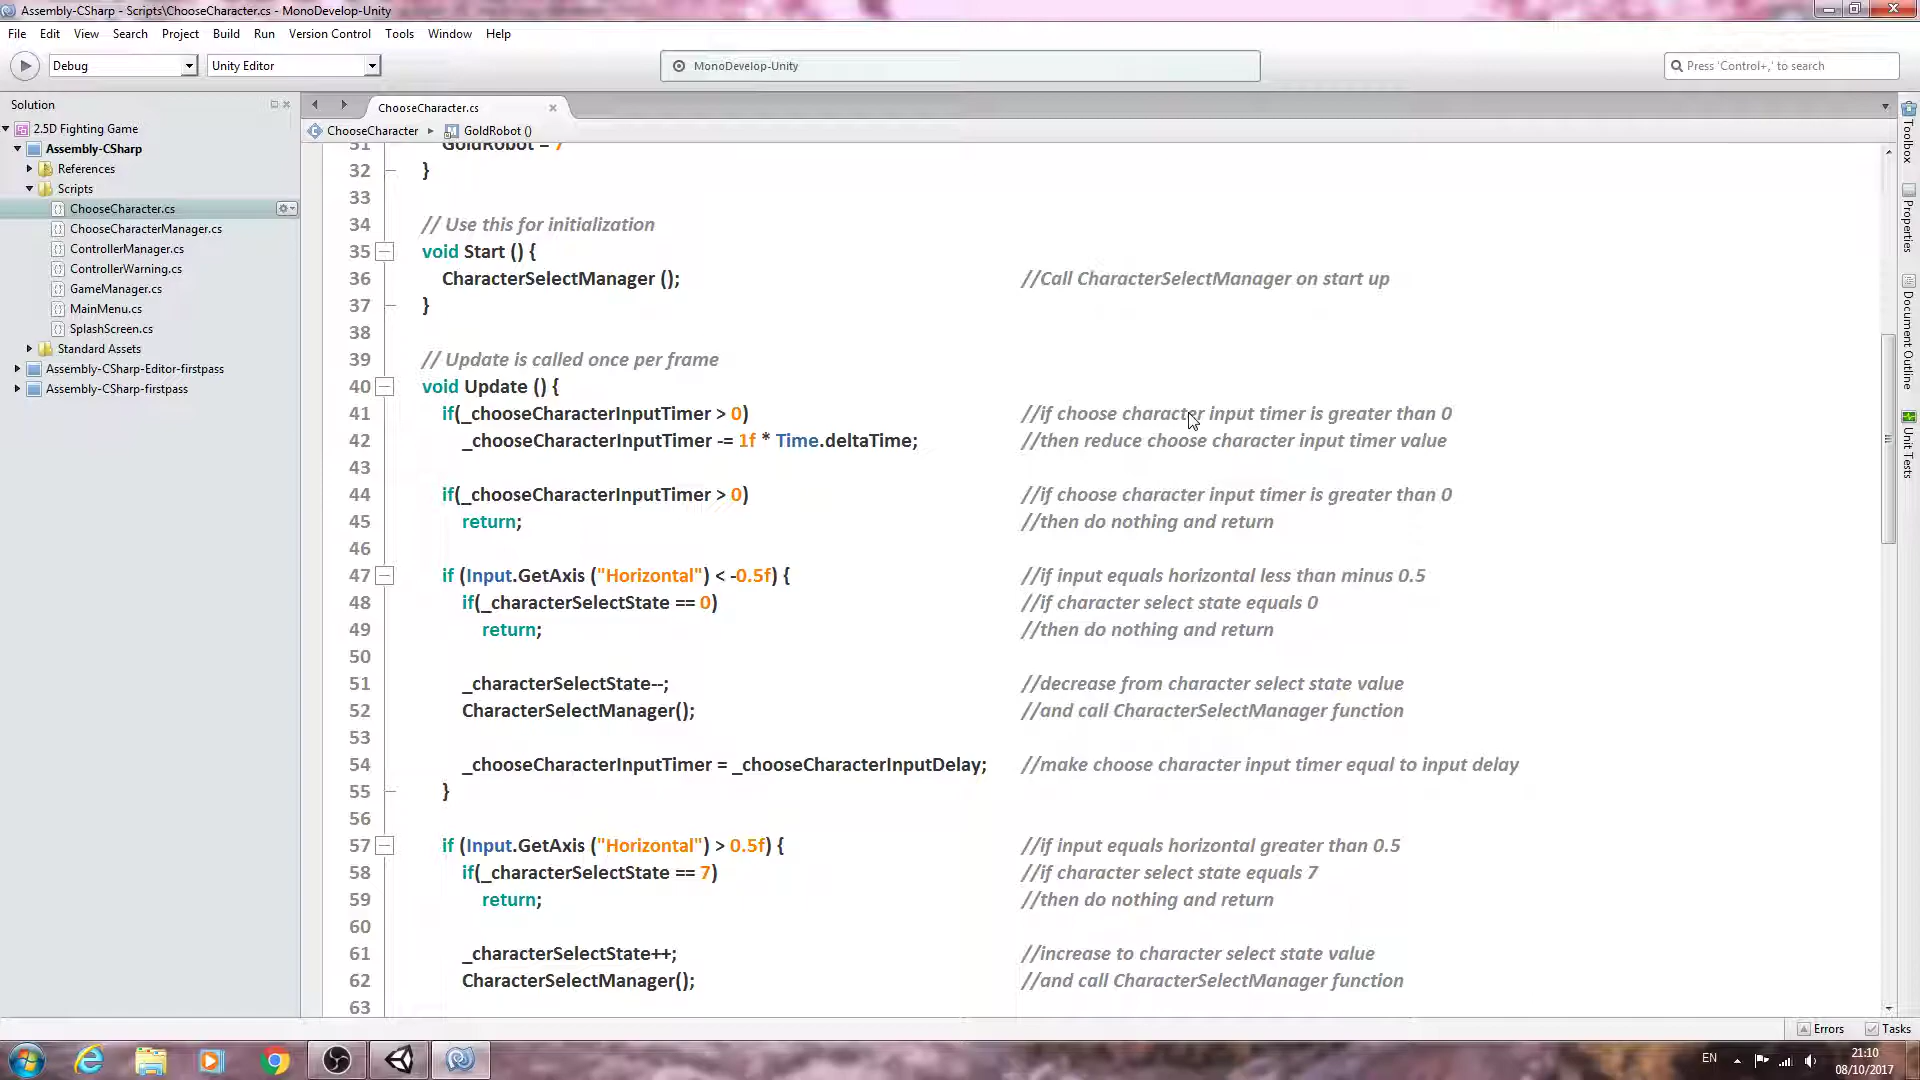 Assembly-CSharp - Scripts\ChooseCharacter.cs - MonoDevelop-Unity
File Edit View Search Project Build Run Version Control Tools Window Help
Debug Unity Editor MonoDevelop-Unity Press 'Control+,' to search
Solution
2.5D Fighting Game
Assembly-CSharp
References
Scripts
ChooseCharacter.cs
ChooseCharacterManager.cs
ControllerManager.cs
ControllerWarning.cs
GameManager.cs
MainMenu.cs
SplashScreen.cs
Standard Assets
Assembly-CSharp-Editor-firstpass
Assembly-CSharp-firstpass
ChooseCharacter.cs
ChooseCharacter GoldRobot ()
31 GoldRobot = 7
32 }
33
34 // Use this for initialization
35 void Start () {
36 CharacterSelectManager (); //Call CharacterSelectManager on start up
37 }
38
39 // Update is called once per frame
40 void Update () {
41 if(_chooseCharacterInputTimer > 0) //if choose character input timer is greater than 0
42 _chooseCharacterInputTimer -= 1f * Time.deltaTime; //then reduce choose character input timer value
43
44 if(_chooseCharacterInputTimer > 0) //if choose character input timer is greater than 0
45 return; //then do nothing and return
46
47 if (Input.GetAxis ("Horizontal") < -0.5f) { //if input equals horizontal less than minus 0.5
48 if(_characterSelectState == 0) //if character select state equals 0
49 return; //then do nothing and return
50
51 _characterSelectState--; //decrease from character select state value
52 CharacterSelectManager(); //and call CharacterSelectManager function
53
54 _chooseCharacterInputTimer = _chooseCharacterInputDelay; //make choose character input timer equal to input delay
55 }
56
57 if (Input.GetAxis ("Horizontal") > 0.5f) { //if input equals horizontal greater than 0.5
58 if(_characterSelectState == 7) //if character select state equals 7
59 return; //then do nothing and return
60
61 _characterSelectState++; //increase to character select state value
62 CharacterSelectManager(); //and call CharacterSelectManager function
63
Toolbox
Properties
Document Outline
Unit Tests
Errors Tasks
EN
21:10
08/10/2017